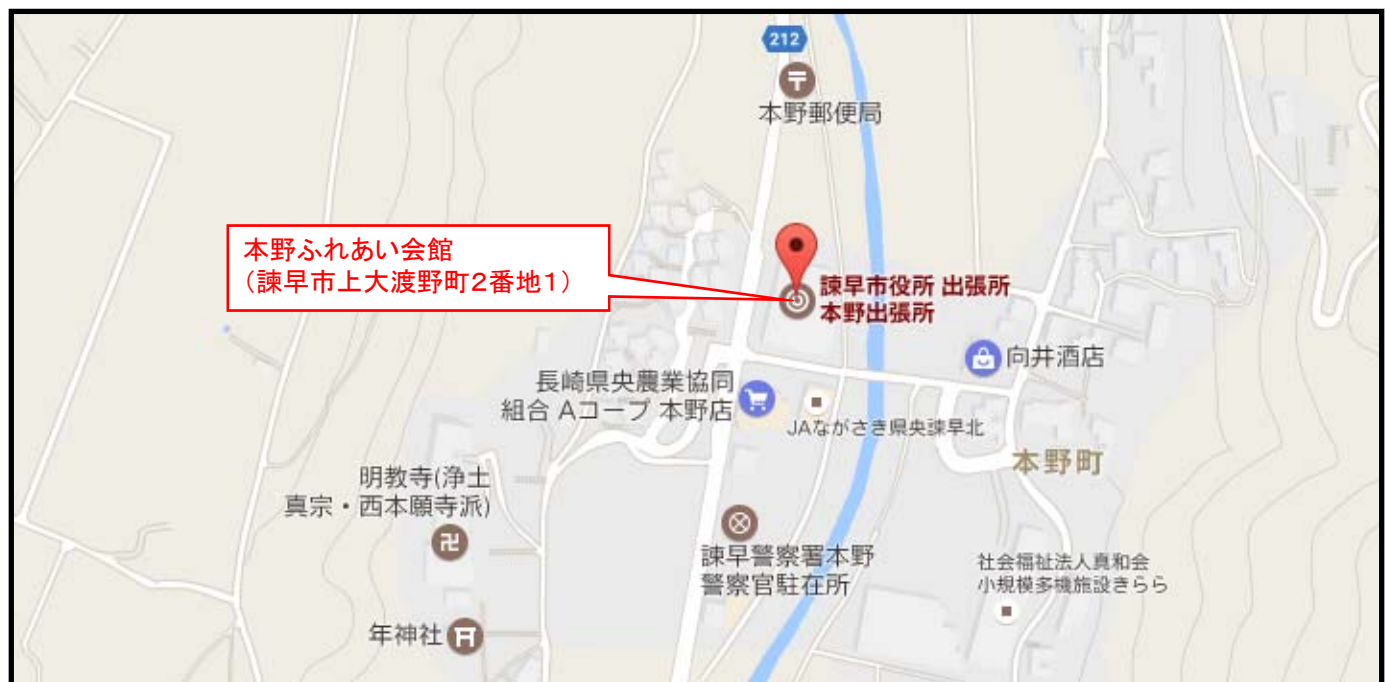 212
本野郵便局
本野ふれあい会館
(諫早市上大渡野町2番地1)
諫早市役所 出張所
本野出張所
向井酒店
長崎県央農業協同
組合 Aコープ 本野店
JAながさき県央諫早北
本野町
明教寺(浄土
真宗・西本願寺派)
諫早警察署本野
警察官駐在所
社会福祉法人真和会
小規模多機施設きらら
年神社